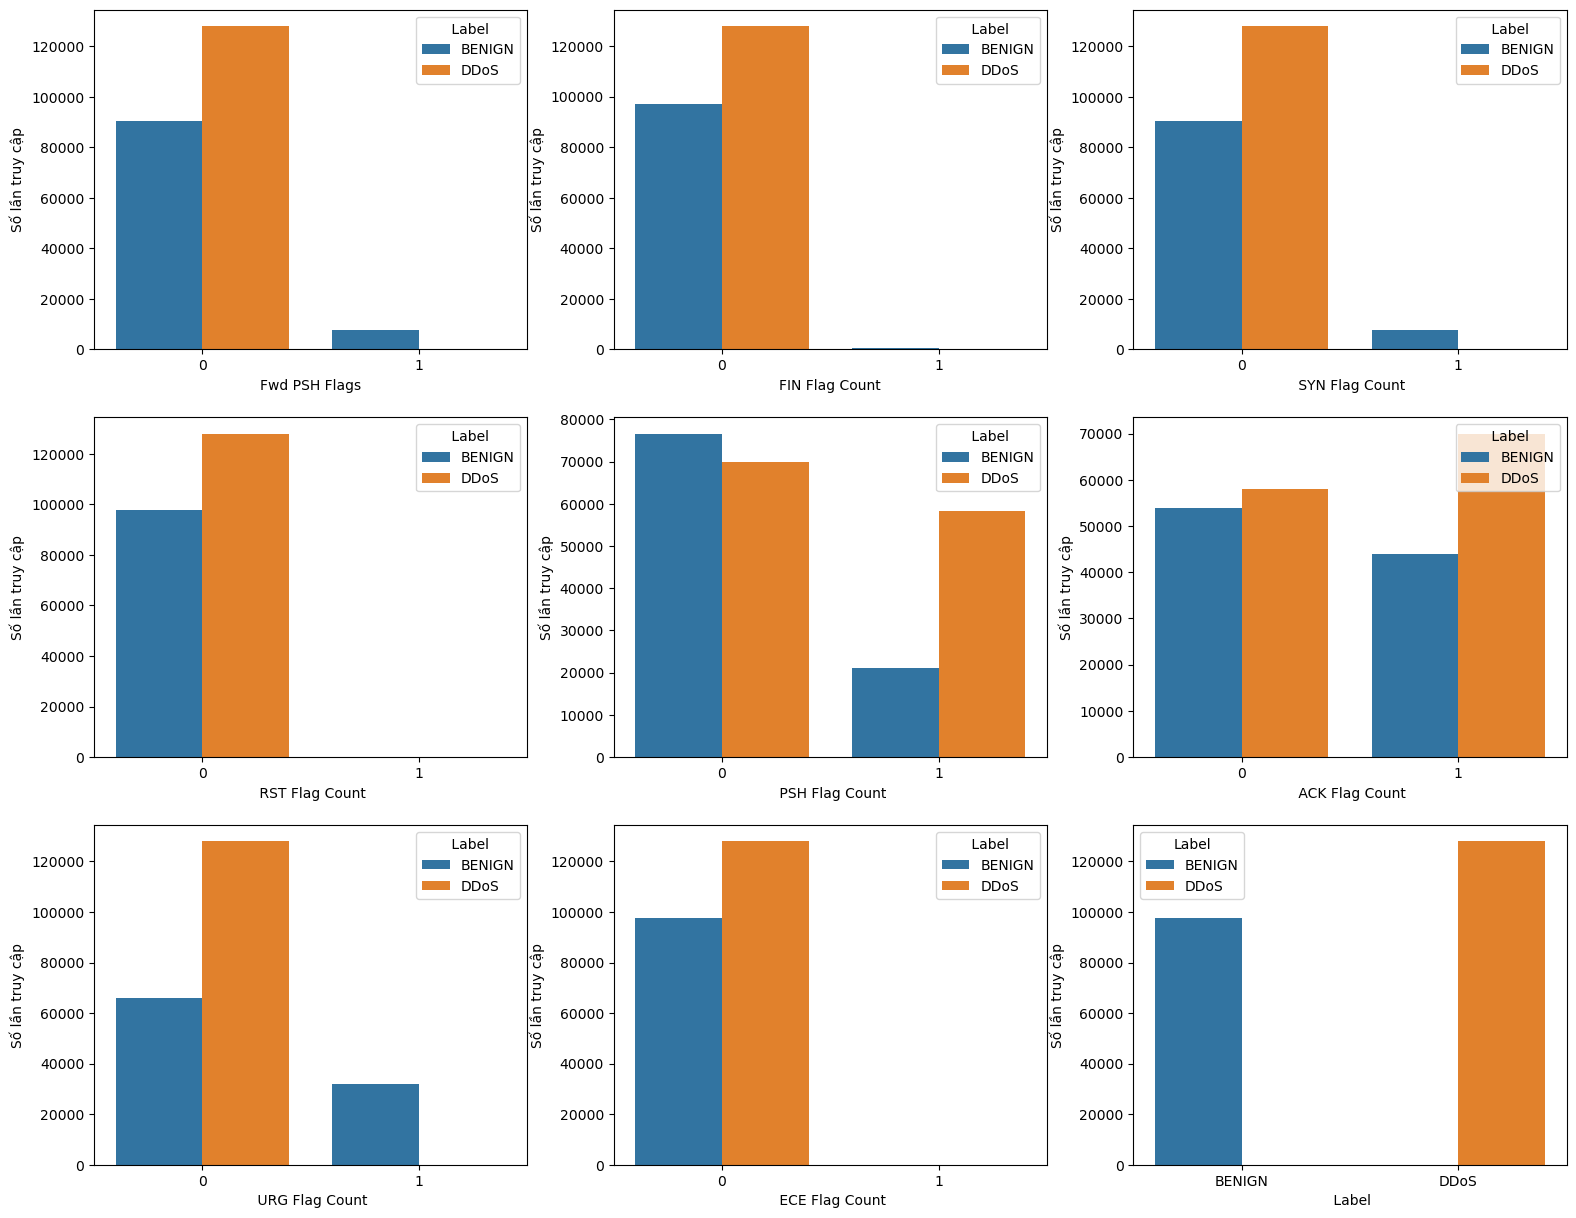 Label
BENIGN
DDoS
120000
100000
80000
60000
40000
20000
0
Số lần truy cập
0 1
Fwd PSH Flags
Label
BENIGN
DDoS
120000
100000
80000
60000
40000
20000
0
Số lần truy cập
0 1
FIN Flag Count
Label
BENIGN
DDoS
120000
100000
80000
60000
40000
20000
0
Số lần truy cập
0 1
SYN Flag Count
Label
BENIGN
DDoS
120000
100000
80000
60000
40000
20000
0
Số lần truy cập
0 1
RST Flag Count
Label
BENIGN
DDoS
80000
70000
60000
50000
40000
30000
20000
10000
0
Số lần truy cập
0 1
PSH Flag Count
Label
BENIGN
DDoS
70000
60000
50000
40000
30000
20000
10000
0
Số lần truy cập
0 1
ACK Flag Count
Label
BENIGN
DDoS
120000
100000
80000
60000
40000
20000
0
Số lần truy cập
0 1
URG Flag Count
Label
BENIGN
DDoS
120000
100000
80000
60000
40000
20000
0
Số lần truy cập
0 1
ECE Flag Count
Label
BENIGN
DDoS
120000
100000
80000
60000
40000
20000
0
Số lần truy cập
BENIGN DDoS
Label